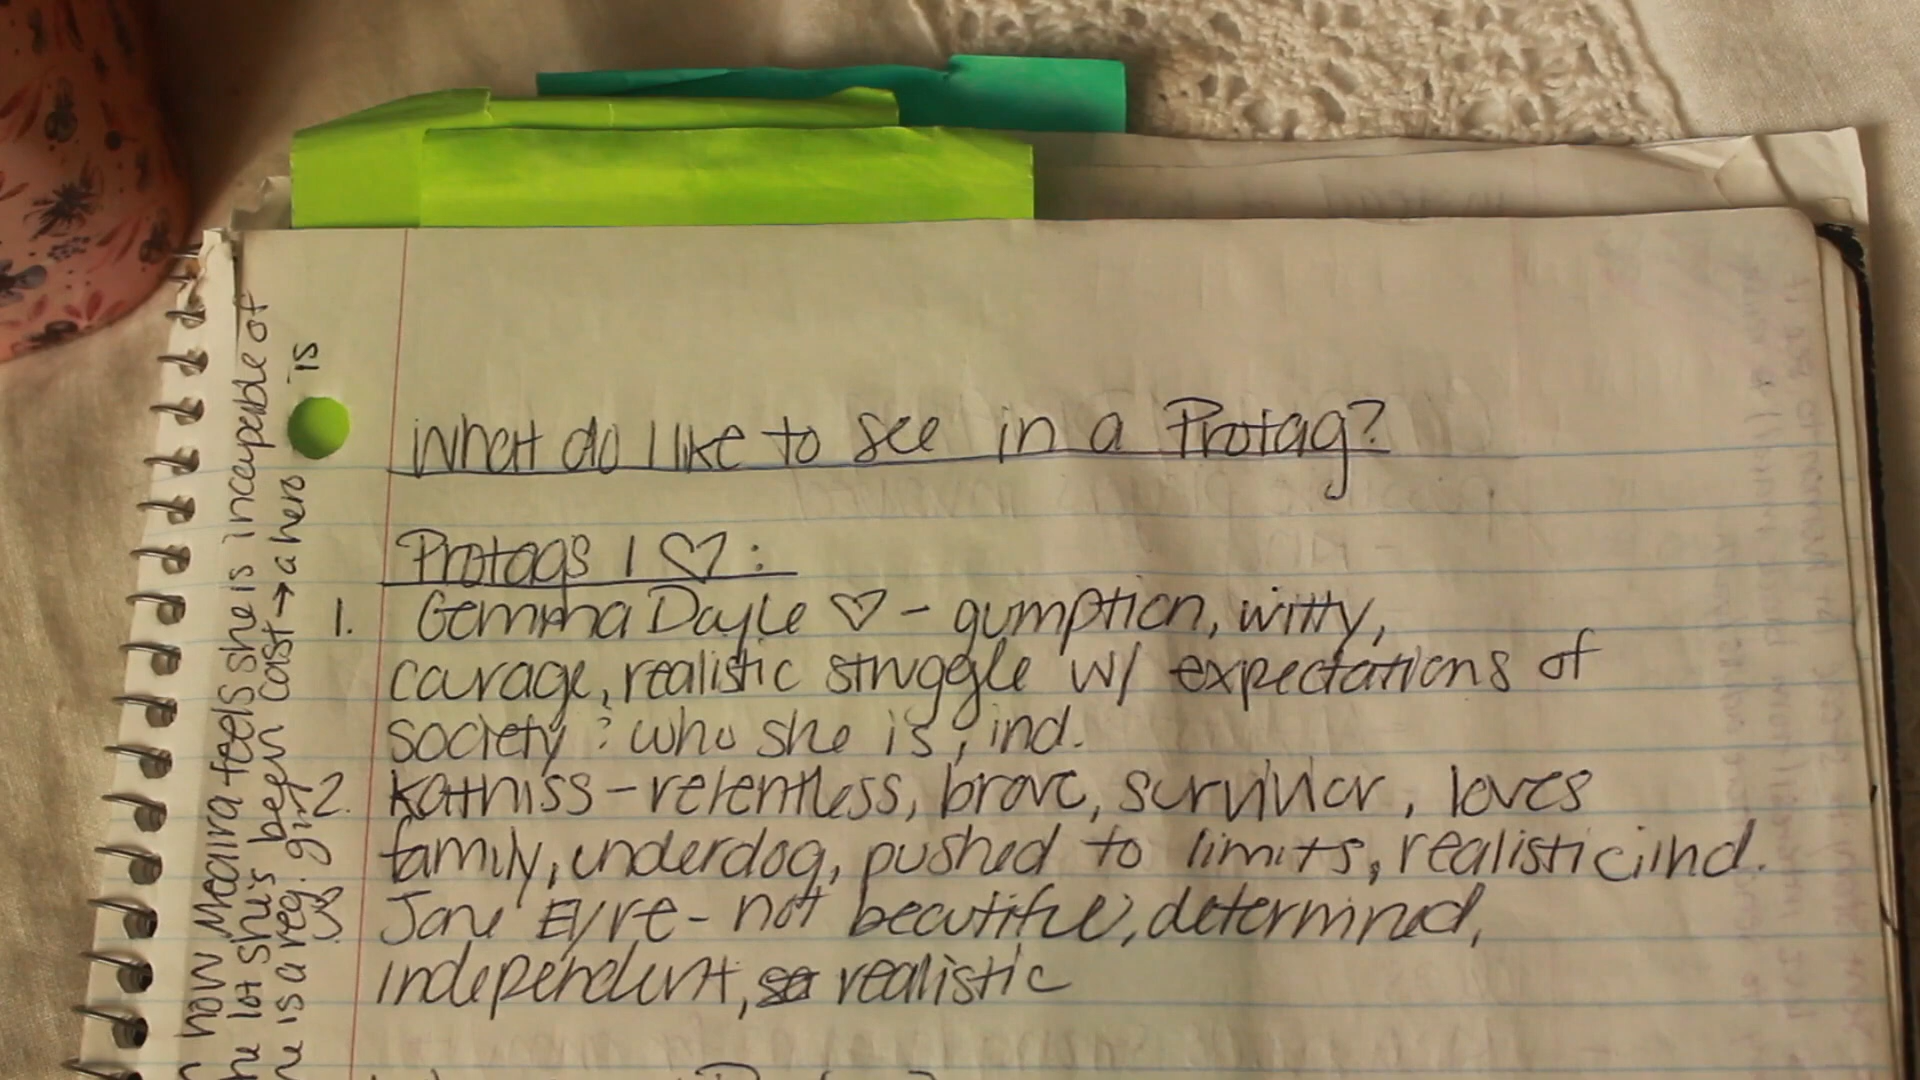 What do I like to see in a Protag?
Protags I ♡:
1. Gemma Doyle ♡ - gumption, witty,
courage, realistic struggle w/ expectations of
society : who she is, ind.
2. Katniss - relentless, brave, survivor, loves
family, underdog, pushed to limits, realistic, ind.
3. Jane Eyre - not beautiful, determined,
independent, realistic
how Meaira feels she is incapable of
the lot she's been cast → a hero is
is a reg. girl